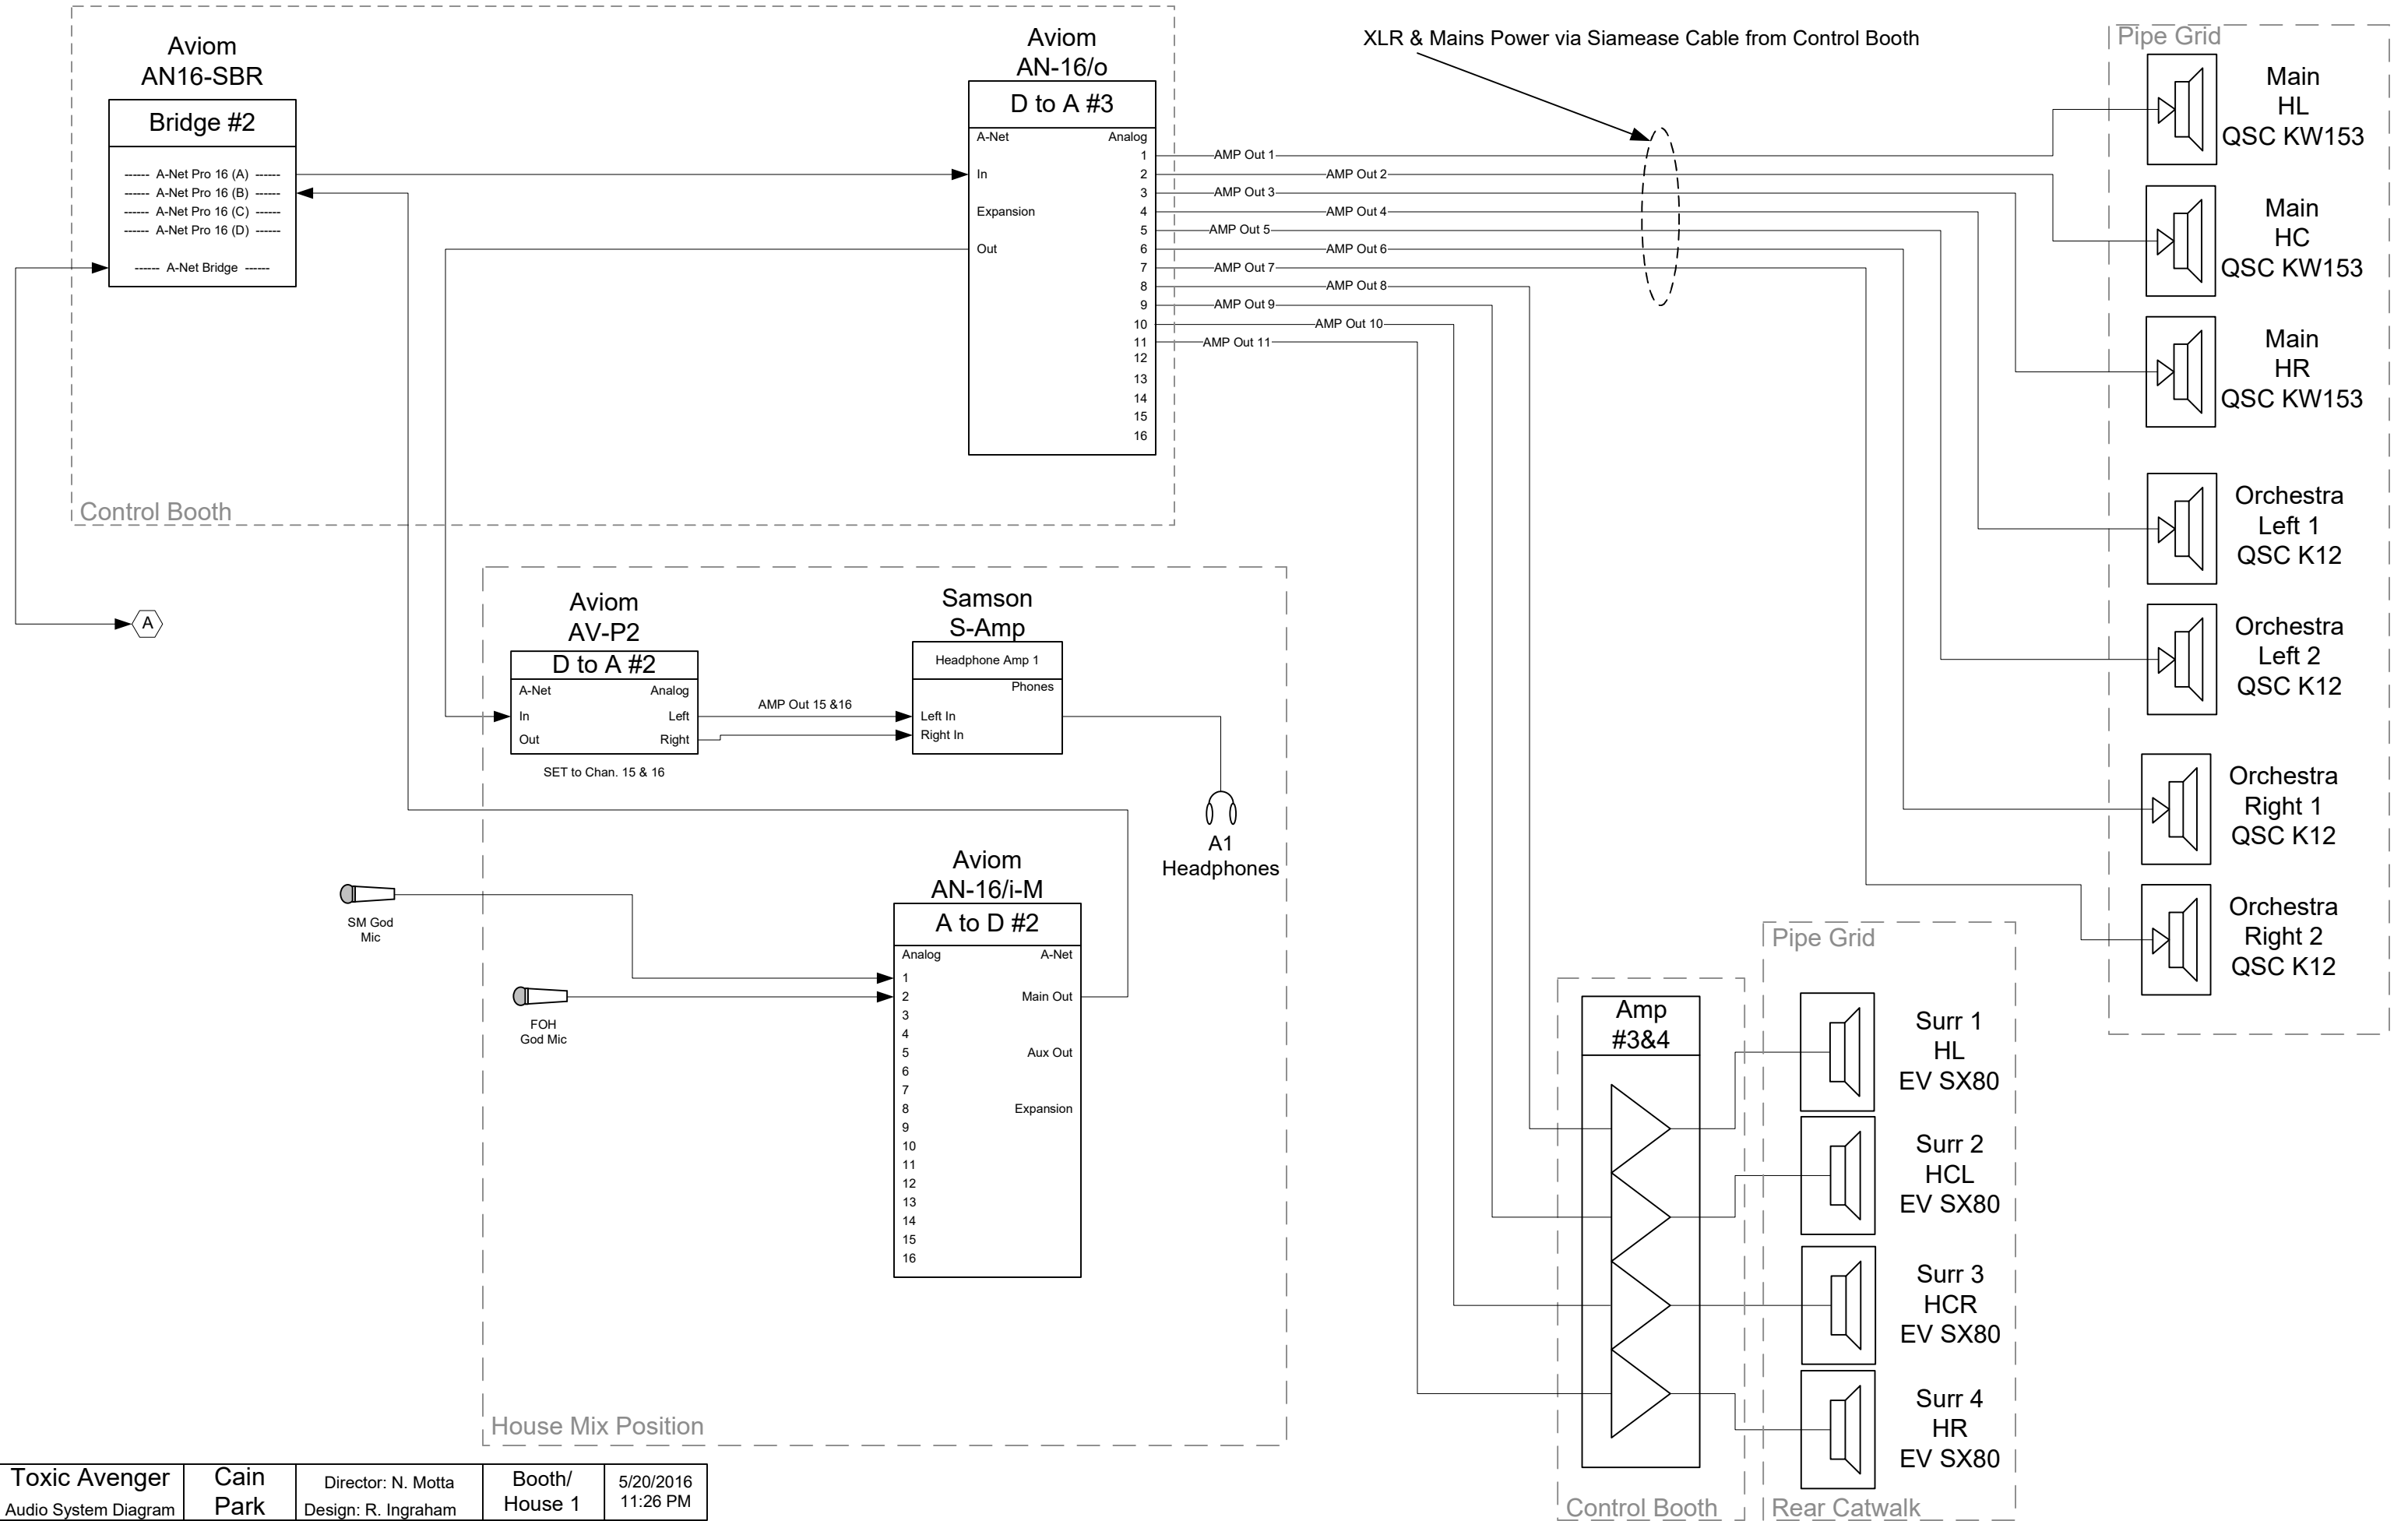 Aviom
AN16-SBR
Bridge #2
------ A-Net Pro 16 (A) ------
------ A-Net Pro 16 (B) ------
------ A-Net Pro 16 (C) ------
------ A-Net Pro 16 (D) ------
------ A-Net Bridge ------
Control Booth
A
Aviom
AN-16/o
D to A #3
A-Net Analog
In
Expansion
Out
1
2
3
4
5
6
7
8
9
10
11
12
13
14
15
16
AMP Out 1
AMP Out 2
AMP Out 3
AMP Out 4
AMP Out 5
AMP Out 6
AMP Out 7
AMP Out 8
AMP Out 9
AMP Out 10
AMP Out 11
XLR & Mains Power via Siamease Cable from Control Booth
Pipe Grid
Main
HL
QSC KW153
Main
HC
QSC KW153
Main
HR
QSC KW153
Orchestra
Left 1
QSC K12
Orchestra
Left 2
QSC K12
Orchestra
Right 1
QSC K12
Orchestra
Right 2
QSC K12
Aviom
AV-P2
D to A #2
A-Net Analog
In Left
Out Right
SET to Chan. 15 & 16
AMP Out 15 &16
Samson
S-Amp
Headphone Amp 1
Phones
Left In
Right In
A1
Headphones
SM God
Mic
FOH
God Mic
Aviom
AN-16/i-M
A to D #2
Analog A-Net
1
2 Main Out
3
4
5 Aux Out
6
7
8 Expansion
9
10
11
12
13
14
15
16
House Mix Position
Amp
#3&4
Control Booth
Pipe Grid
Surr 1
HL
EV SX80
Surr 2
HCL
EV SX80
Surr 3
HCR
EV SX80
Surr 4
HR
EV SX80
Rear Catwalk
Toxic Avenger
Audio System Diagram
Cain
Park
Director: N. Motta
Design: R. Ingraham
Booth/
House 1
5/20/2016
11:26 PM